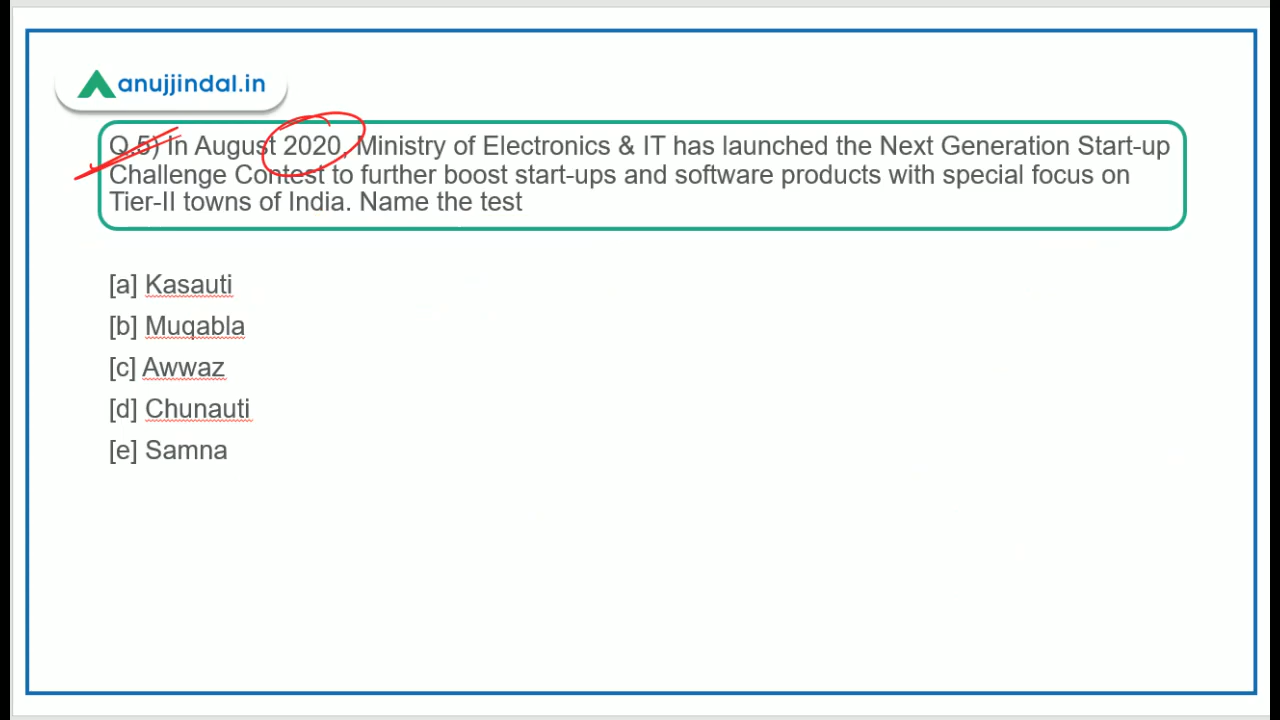 anujjindal.in
Q.5) In August 2020, Ministry of Electronics & IT has launched the Next Generation Start-up
Challenge Contest to further boost start-ups and software products with special focus on
Tier-II towns of India. Name the test
[a] Kasauti
[b] Muqabla
[c] Awwaz
[d] Chunauti
[e] Samna